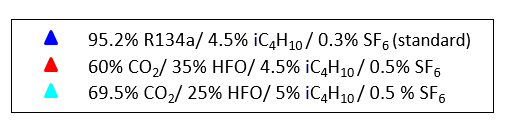 95.2% R134a/ 4.5% iC₄H₁₀ / 0.3% SF₆ (standard)
60% CO₂/ 35% HFO/ 4.5% iC₄H₁₀ / 0.5% SF₆
69.5% CO₂/ 25% HFO/ 5% iC₄H₁₀ / 0.5 % SF₆